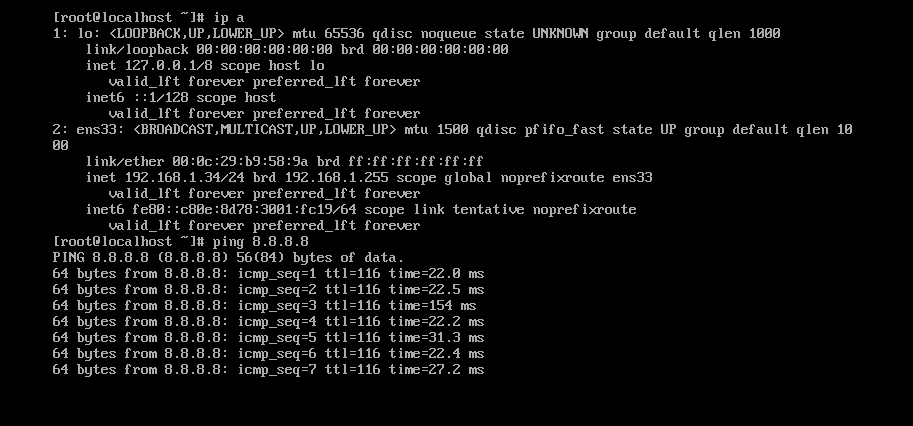 [root@localhost ~]# ip a
1: lo: <LOOPBACK,UP,LOWER_UP> mtu 65536 qdisc noqueue state UNKNOWN group default qlen 1000
    link/loopback 00:00:00:00:00:00 brd 00:00:00:00:00:00
    inet 127.0.0.1/8 scope host lo
       valid_lft forever preferred_lft forever
    inet6 ::1/128 scope host
       valid_lft forever preferred_lft forever
2: ens33: <BROADCAST,MULTICAST,UP,LOWER_UP> mtu 1500 qdisc pfifo_fast state UP group default qlen 10
00
    link/ether 00:0c:29:b9:58:9a brd ff:ff:ff:ff:ff:ff
    inet 192.168.1.34/24 brd 192.168.1.255 scope global noprefixroute ens33
       valid_lft forever preferred_lft forever
    inet6 fe80::c80e:8d78:3001:fc19/64 scope link tentative noprefixroute
       valid_lft forever preferred_lft forever
[root@localhost ~]# ping 8.8.8.8
PING 8.8.8.8 (8.8.8.8) 56(84) bytes of data.
64 bytes from 8.8.8.8: icmp_seq=1 ttl=116 time=22.0 ms
64 bytes from 8.8.8.8: icmp_seq=2 ttl=116 time=22.5 ms
64 bytes from 8.8.8.8: icmp_seq=3 ttl=116 time=154 ms
64 bytes from 8.8.8.8: icmp_seq=4 ttl=116 time=22.2 ms
64 bytes from 8.8.8.8: icmp_seq=5 ttl=116 time=31.3 ms
64 bytes from 8.8.8.8: icmp_seq=6 ttl=116 time=22.4 ms
64 bytes from 8.8.8.8: icmp_seq=7 ttl=116 time=27.2 ms